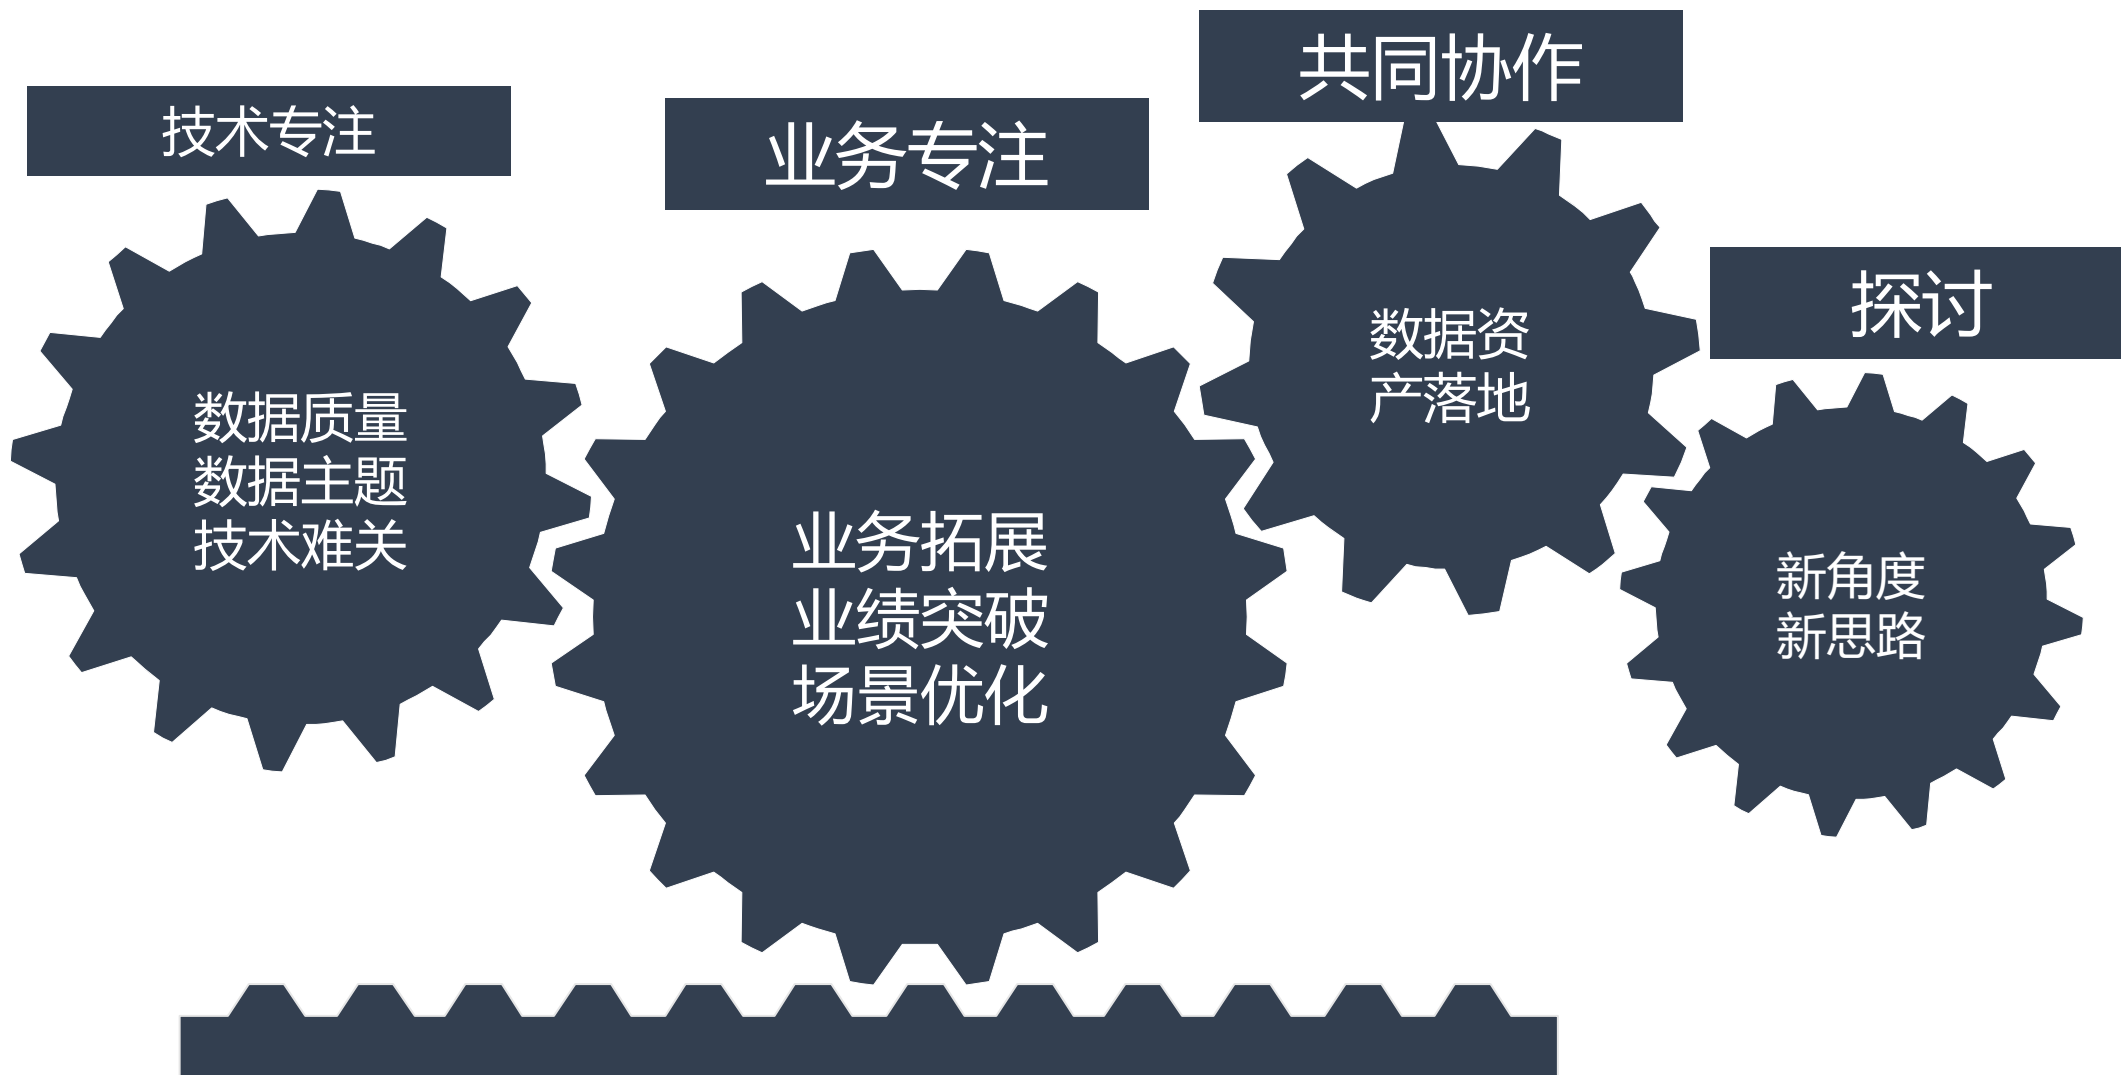 技术专注
数据质量
数据主题
技术难关
业务专注
业务拓展
业绩突破
场景优化
共同协作
数据资
产落地
探讨
新角度
新思路